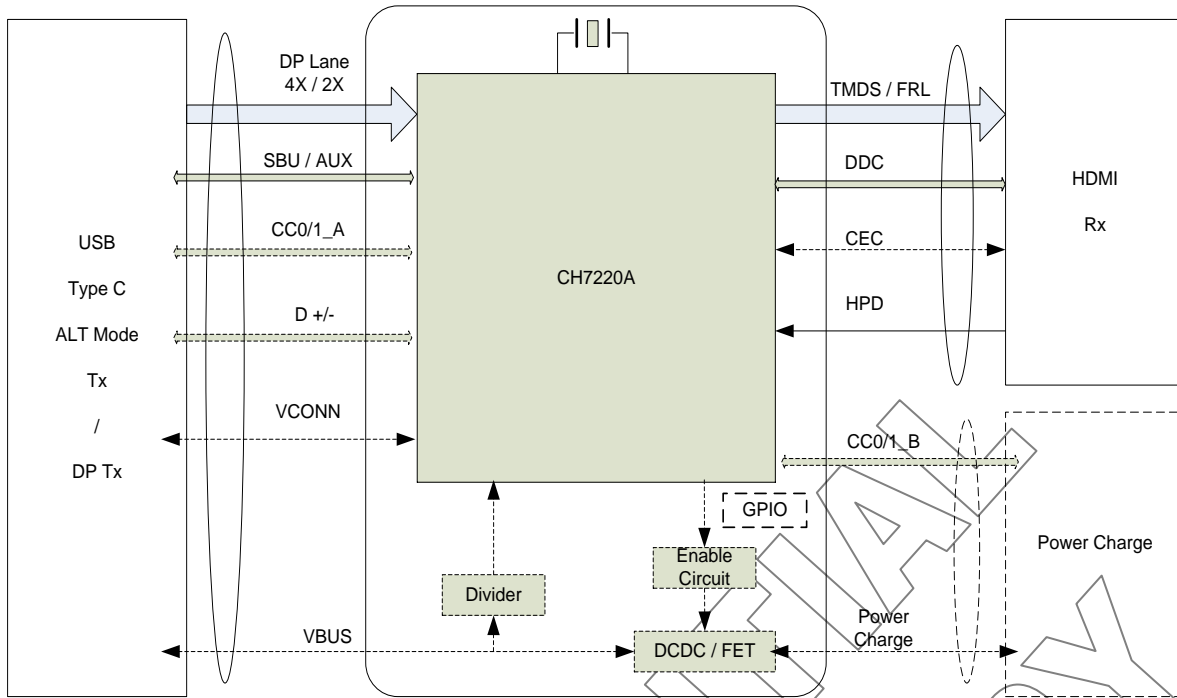 DP Lane
4X / 2X
SBU / AUX
CC0/1_A
D +/-
VCONN
VBUS
USB
Type C
ALT Mode
Tx
/
DP Tx
CH7220A
TMDS / FRL
DDC
CEC
HPD
HDMI
Rx
CC0/1_B
GPIO
Enable
Circuit
Divider
DCDC / FET
Power
Charge
Power Charge